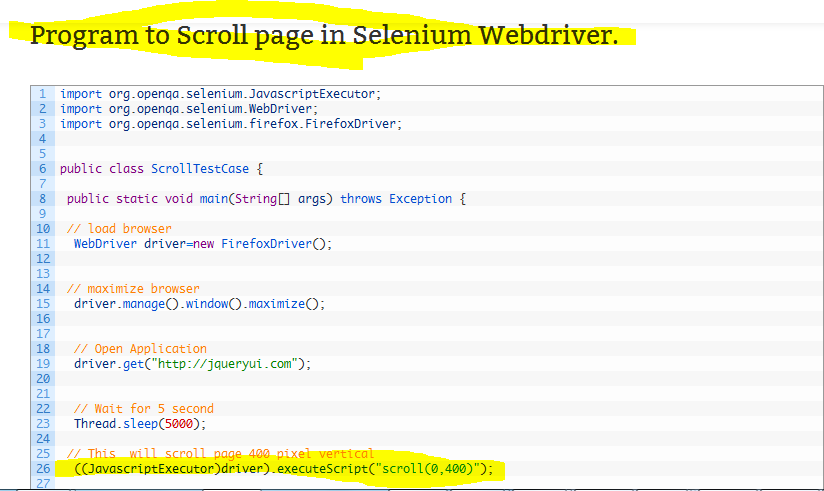 Program to Scroll page in Selenium Webdriver.
1 import org.openqa.selenium.JavascriptExecutor;
2 import org.openqa.selenium.WebDriver;
3 import org.openqa.selenium.firefox.FirefoxDriver;
4
5
6 public class ScrollTestCase {
7
8 public static void main(String[] args) throws Exception {
9
10 // load browser
11 WebDriver driver=new FirefoxDriver();
12
13
14 // maximize browser
15 driver.manage().window().maximize();
16
17
18 // Open Application
19 driver.get("http://jqueryui.com");
20
21
22 // Wait for 5 second
23 Thread.sleep(5000);
24
25 // This will scroll page 400 pixel vertical
26 ((JavascriptExecutor)driver).executeScript("scroll(0,400)");
27